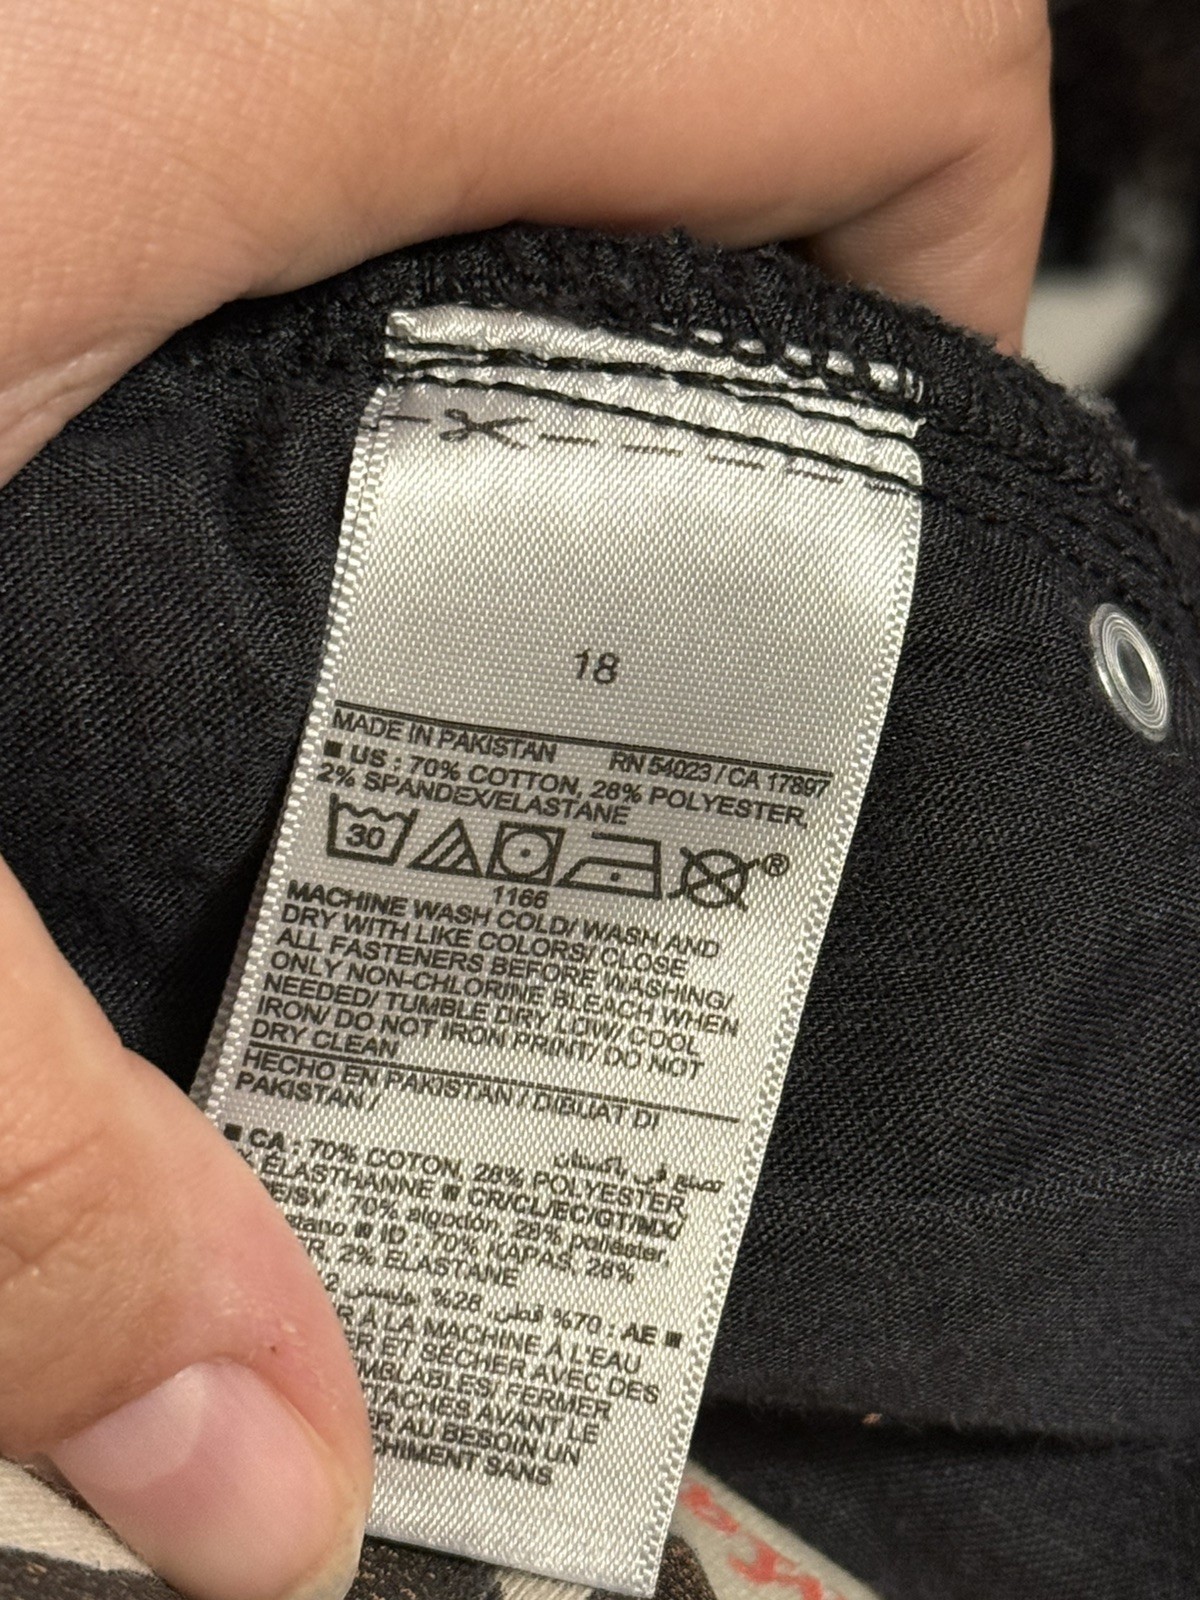 18
MADE IN PAKISTAN RN 54023 / CA 17897
■ US : 70% COTTON, 28% POLYESTER,
2% SPANDEX/ELASTANE
30
®
1166
MACHINE WASH COLD/ WASH AND
DRY WITH LIKE COLORS/ CLOSE
ALL FASTENERS BEFORE WASHING/
ONLY NON-CHLORINE BLEACH WHEN
NEEDED/ TUMBLE DRY LOW/ COOL
IRON/ DO NOT IRON PRINT/ DO NOT
DRY CLEAN
HECHO EN PAKISTAN / DIBUAT DI
PAKISTAN /
صنع في باكستان
■ CA : 70% COTON, 28% POLYESTER,
% ÉLASTHANNE ■ CR/CL/EC/GT/MX/
/SV : 70% algodón, 28% poliéster,
■ ID : 70% KAPAS, 28%
2% ELASTANE
■ AE : 70% قطن, 28% 2
À LA MACHINE À L'EAU
ET SÉCHER AVEC DES
FERMER
AVANT LE
AU BESOIN UN
SANS